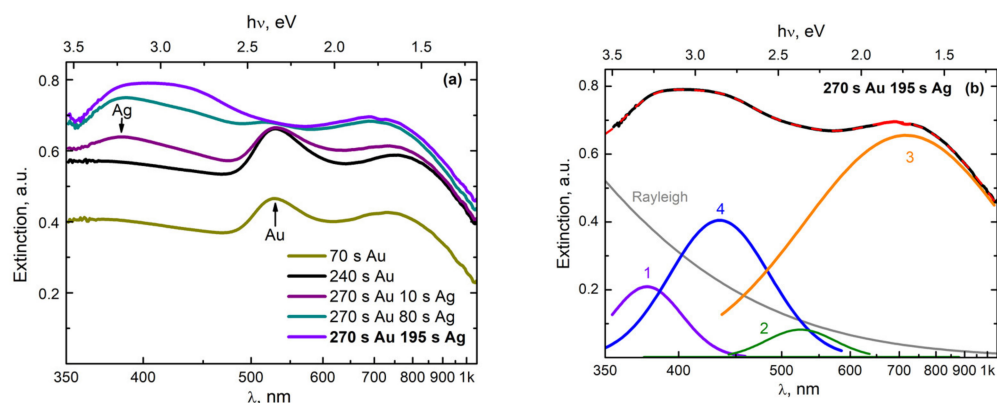 hν, eV
3.5 3.0 2.5 2.0 1.5
(a)
0.8
Ag
0.6
Extinction, a.u.
0.4
Au
70 s Au
240 s Au
270 s Au 10 s Ag
0.2
270 s Au 80 s Ag
270 s Au 195 s Ag
350 400 500 600 700 800 900 1k
λ, nm
hν, eV
3.5 3.0 2.5 2.0 1.5
270 s Au 195 s Ag (b)
0.8
0.6
3
Rayleigh
Extinction, a.u.
0.4
4
1
0.2
2
0.0
350 400 500 600 700 800 900 1k
λ, nm